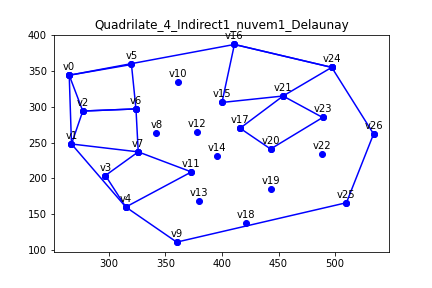 Quadrilate_4_Indirect1_nuvem1_Delaunay
400
350
300
250
200
150
100
300
350
400
450
500
v16
v5
v24
v0
v10
v21
v15
v2
v6
v23
v17
v8
v12
v26
v1
v7
v20
v14
v22
v3
v11
v19
v13
v4
v25
v18
v9